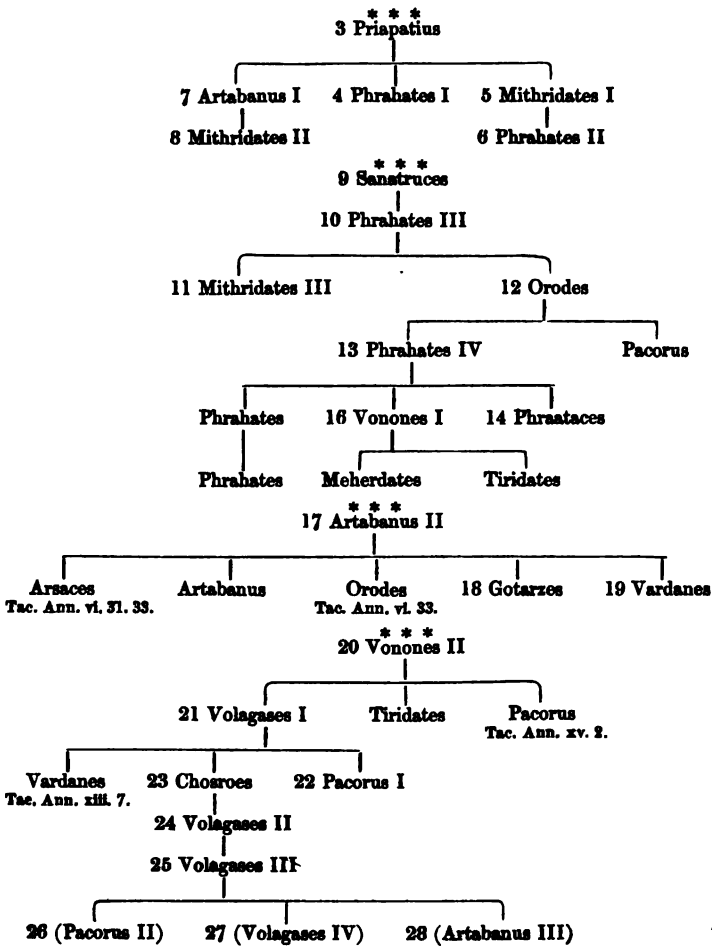 * * *
3 Priapatius
7 Artabanus I 4 Phrahates I 5 Mithridates I
8 Mithridates II 6 Phrahates II
* * *
9 Sanatruces
10 Phrahates III
11 Mithridates III 12 Orodes
13 Phrahates IV Pacorus
Phrahates 16 Vonones I 14 Phraataces
Phrahates Meherdates Tiridates
* * *
17 Artabanus II
Arsaces Artabanus Orodes 18 Gotarzes 19 Vardanes
Tac. Ann. vi. 31. 33. Tac. Ann. vi. 33.
* * *
20 Vonones II
21 Volagases I Tiridates Pacorus
Tac. Ann. xv. 2.
Vardanes 23 Chosroes 22 Pacorus I
Tac. Ann. xiii. 7.
24 Volagases II
25 Volagases III
26 (Pacorus II) 27 (Volagases IV) 28 (Artabanus III)